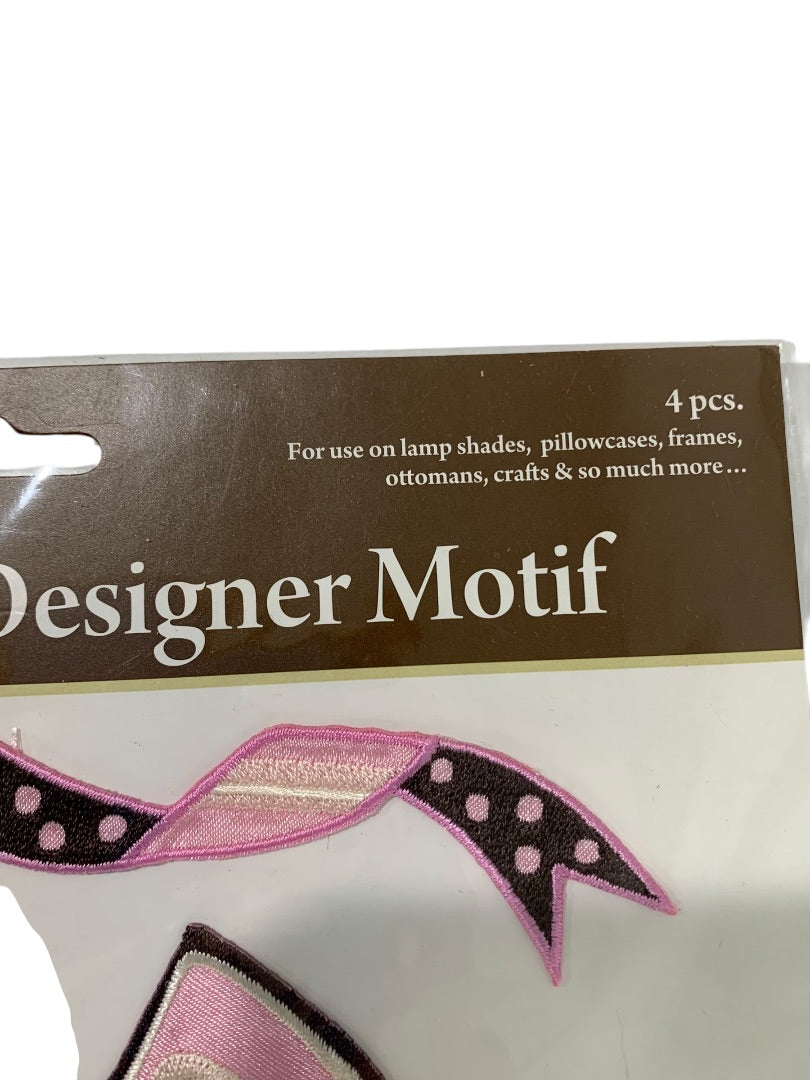 4 pcs.
For use on lamp shades, pillowcases, frames,
ottomans, crafts & so much more...
Designer Motif